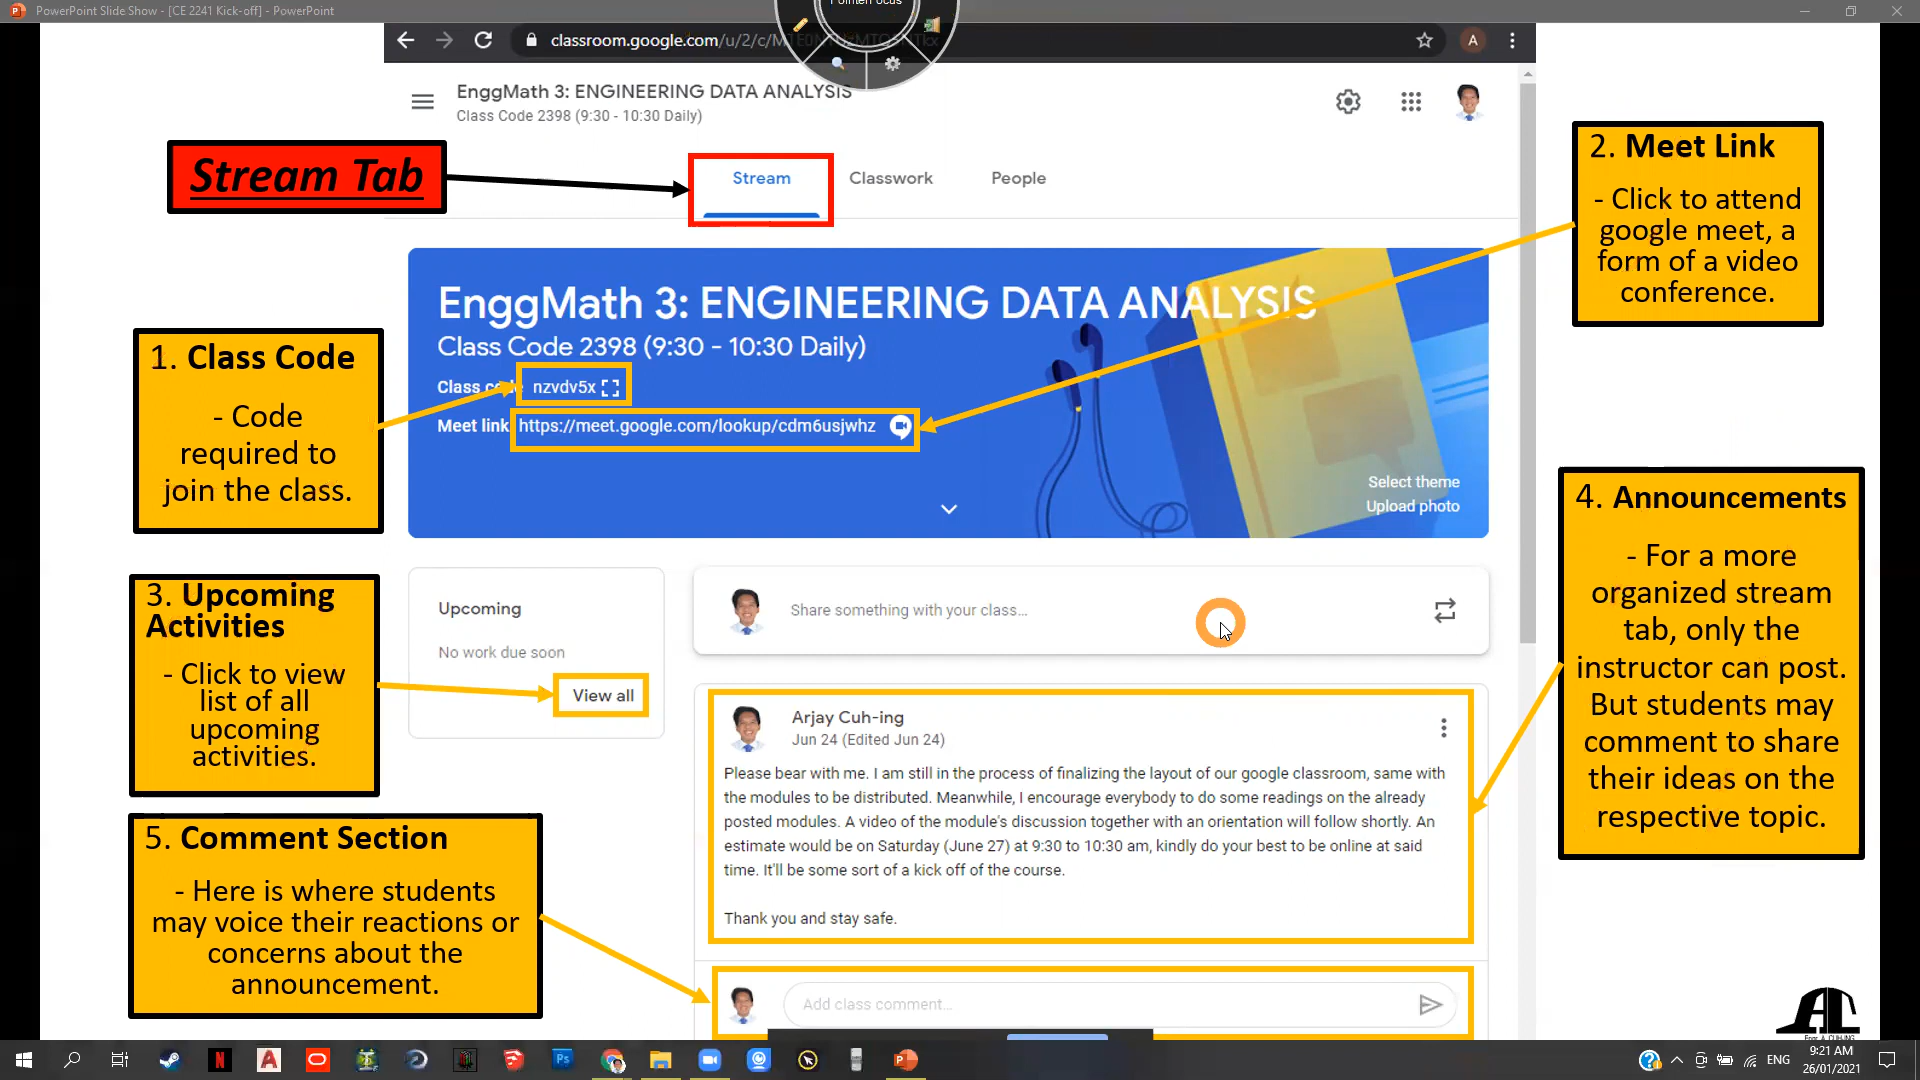 PowerPoint Slide Show - [CE 2241 Kick-off] - PowerPoint
PointerFocus
classroom.google.com/u/2/c/
A
EnggMath 3: ENGINEERING DATA ANALYSIS
Class Code 2398 (9:30 - 10:30 Daily)
Stream Tab
Stream
Classwork
People
2. Meet Link
- Click to attend
google meet, a
form of a video
conference.
EnggMath 3: ENGINEERING DATA ANALYSIS
Class Code 2398 (9:30 - 10:30 Daily)
Class code nzvdv5x
Meet link https://meet.google.com/lookup/cdm6usjwhz
Select theme
Upload photo
1. Class Code
- Code
required to
join the class.
3. Upcoming
Activities
- Click to view
list of all
upcoming
activities.
Upcoming
No work due soon
View all
Share something with your class...
4. Announcements
- For a more
organized stream
tab, only the
instructor can post.
But students may
comment to share
their ideas on the
respective topic.
Arjay Cuh-ing
Jun 24 (Edited Jun 24)
Please bear with me. I am still in the process of finalizing the layout of our google classroom, same with
the modules to be distributed. Meanwhile, I encourage everybody to do some readings on the already
posted modules. A video of the module's discussion together with an orientation will follow shortly. An
estimate would be on Saturday (June 27) at 9:30 to 10:30 am, kindly do your best to be online at said
time. It'll be some sort of a kick off of the course.
Thank you and stay safe.
5. Comment Section
- Here is where students
may voice their reactions or
concerns about the
announcement.
Add class comment...
Engr. A. CUH-ING
ENG
9:21 AM
26/01/2021